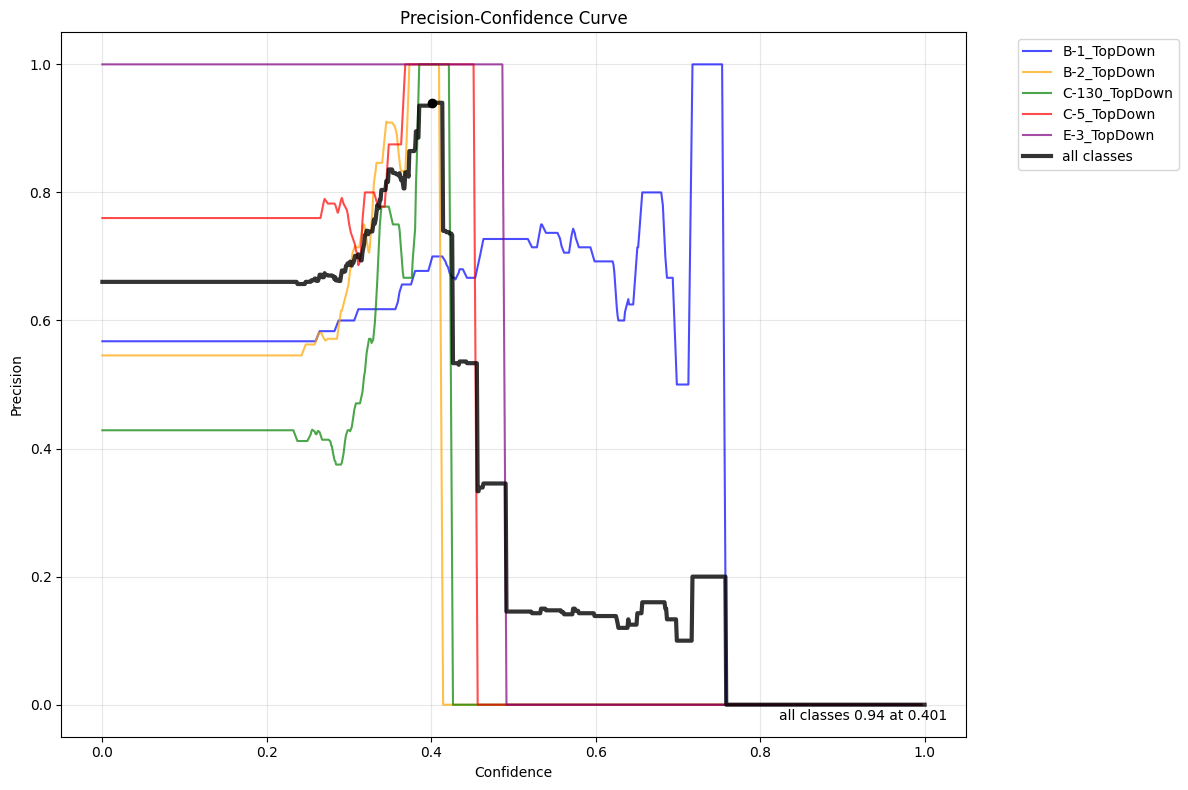 Precision-Confidence Curve
B-1_TopDown
B-2_TopDown
C-130_TopDown
C-5_TopDown
E-3_TopDown
all classes
Precision
1.0
0.8
0.6
0.4
0.2
0.0
all classes 0.94 at 0.401
0.0 0.2 0.4 0.6 0.8 1.0
Confidence